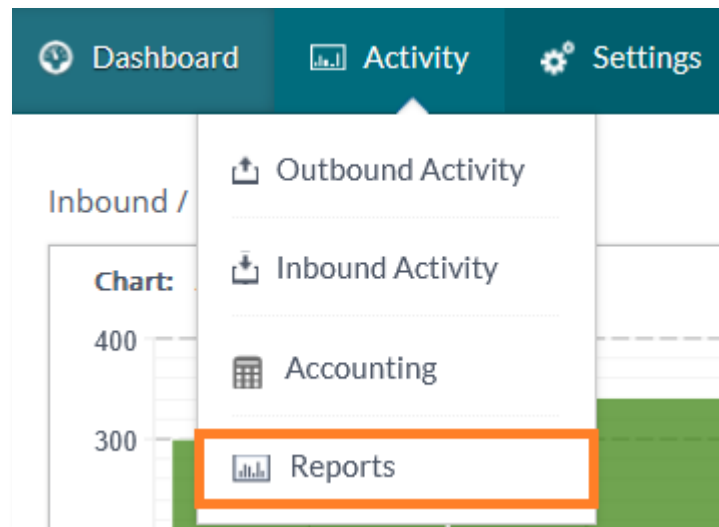 Dashboard Activity Settings
Outbound Activity
Inbound /
Inbound Activity
Chart:
400
Accounting
300
Reports